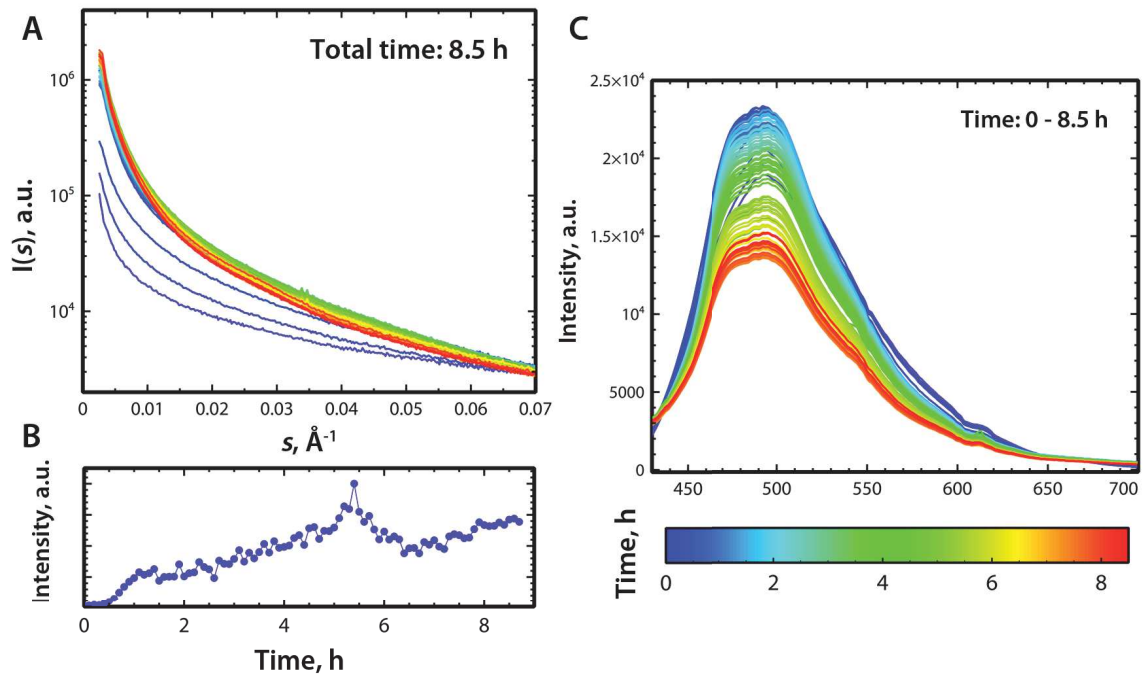 A
Total time: 8.5 h
I(s), a.u.
10⁶
10⁵
10⁴
0 0.01 0.02 0.03 0.04 0.05 0.06 0.07
s, Å⁻¹
B
Intensity, a.u.
0 2 4 6 8
Time, h
C
Time: 0 - 8.5 h
Intensity, a.u.
2.5×10⁴
2×10⁴
1.5×10⁴
10⁴
5000
0
450 500 550 600 650 700
Time, h
0 2 4 6 8